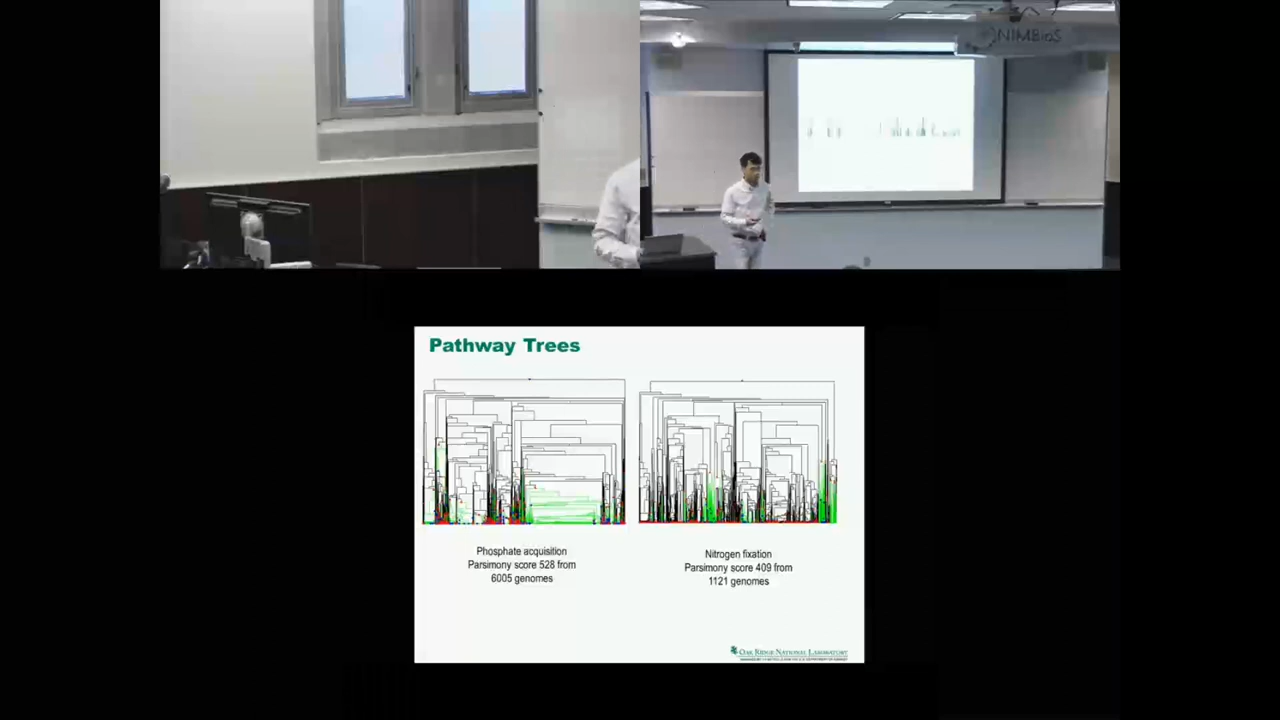 NIMBioS
Pathway Trees
Phosphate acquisition
Parsimony score 528 from
6005 genomes
Nitrogen fixation
Parsimony score 409 from
1121 genomes
OAK RIDGE NATIONAL LABORATORY